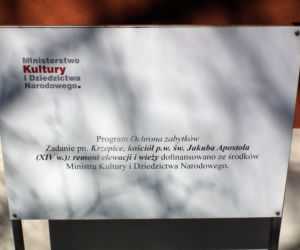 Ministerstwo
Kultury
i Dziedzictwa
Narodowego.
Program Ochrona zabytków
Zadanie pn. Krzepice, kościół p.w. św. Jakuba Apostoła
(XIV w.): remont elewacji i wieży dofinansowano ze środków
Ministra Kultury i Dziedzictwa Narodowego.